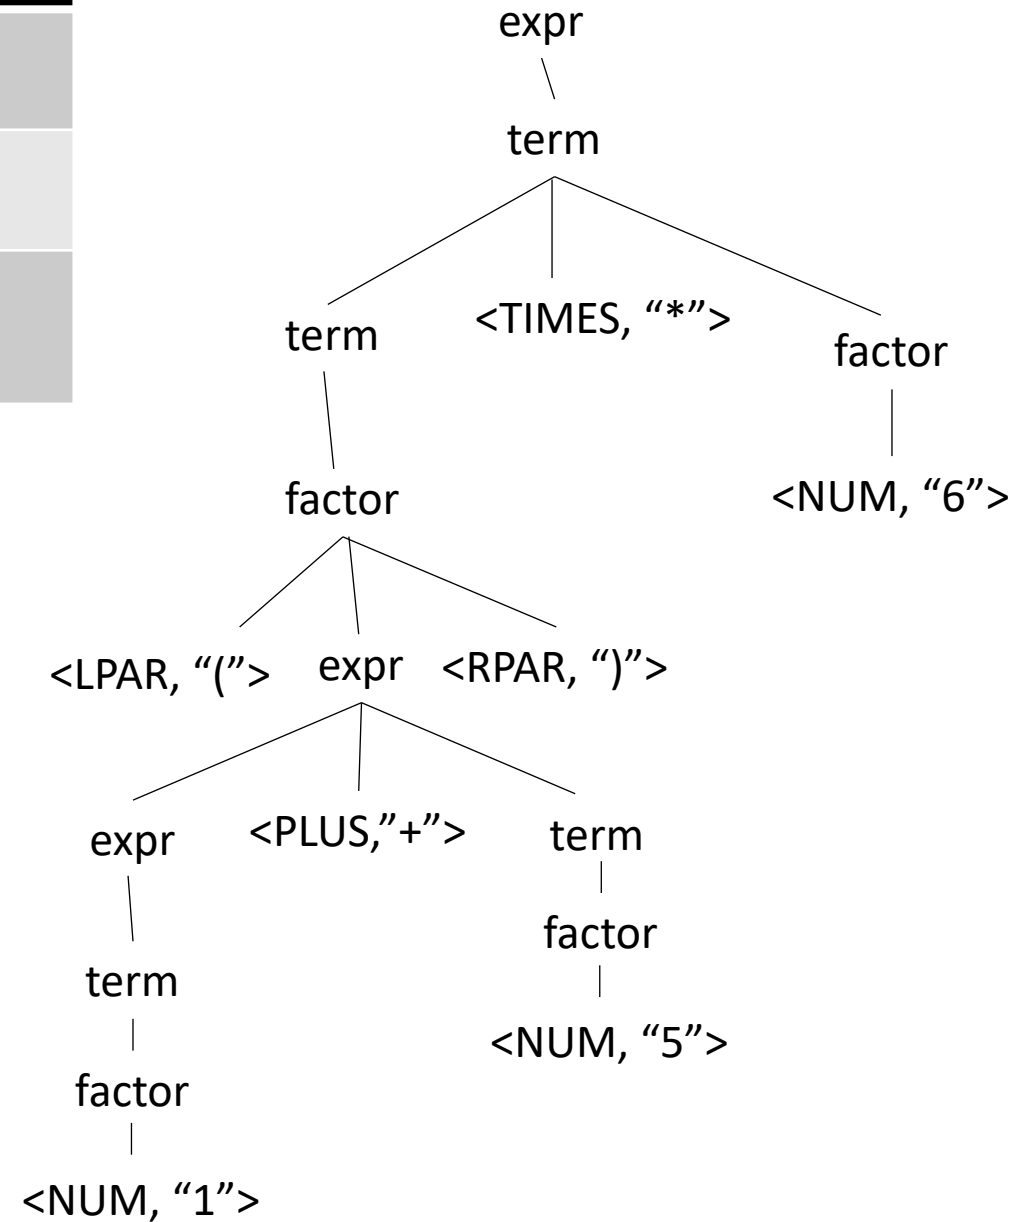 expr
term
term <TIMES, “*”> factor
factor <NUM, “6”>
<LPAR, “(”> expr <RPAR, “)”>
expr <PLUS,”+”> term
factor
term
<NUM, “5”>
factor
<NUM, “1”>